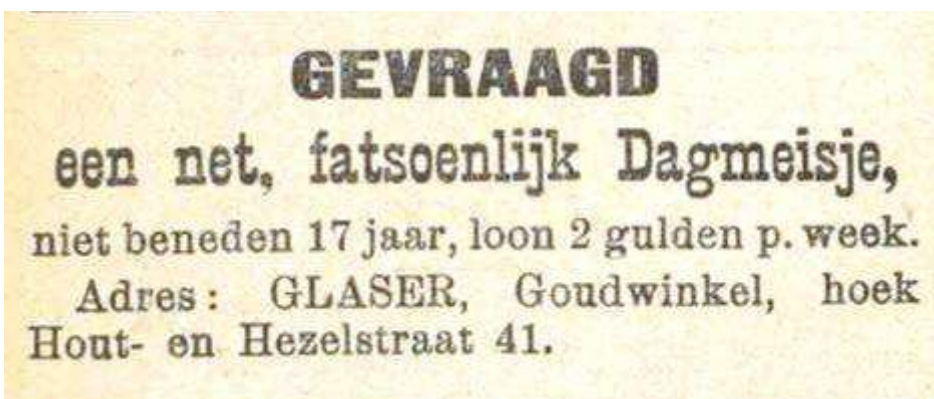 GEVRAAGD
een net, fatsoenlijk Dagmeisje,
niet beneden 17 jaar, loon 2 gulden p. week.
Adres: GLASER, Goudwinkel, hoek
Hout- en Hezelstraat 41.